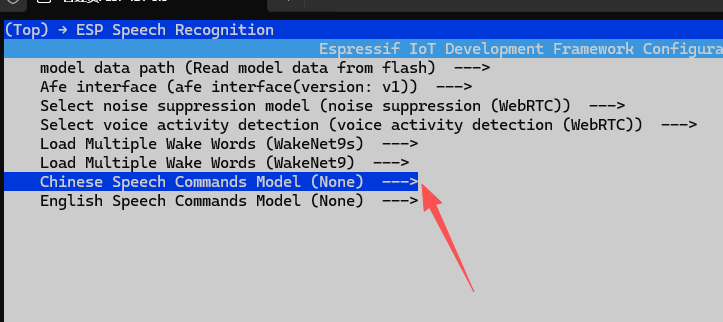 (Top) → ESP Speech Recognition
Espressif IoT Development Framework Configura
model data path (Read model data from flash)  --->
Afe interface (afe interface(version: v1))  --->
Select noise suppression model (noise suppression (WebRTC))  --->
Select voice activity detection (voice activity detection (WebRTC))  --->
Load Multiple Wake Words (WakeNet9s)  --->
Load Multiple Wake Words (WakeNet9)  --->
Chinese Speech Commands Model (None)  --->
English Speech Commands Model (None)  --->